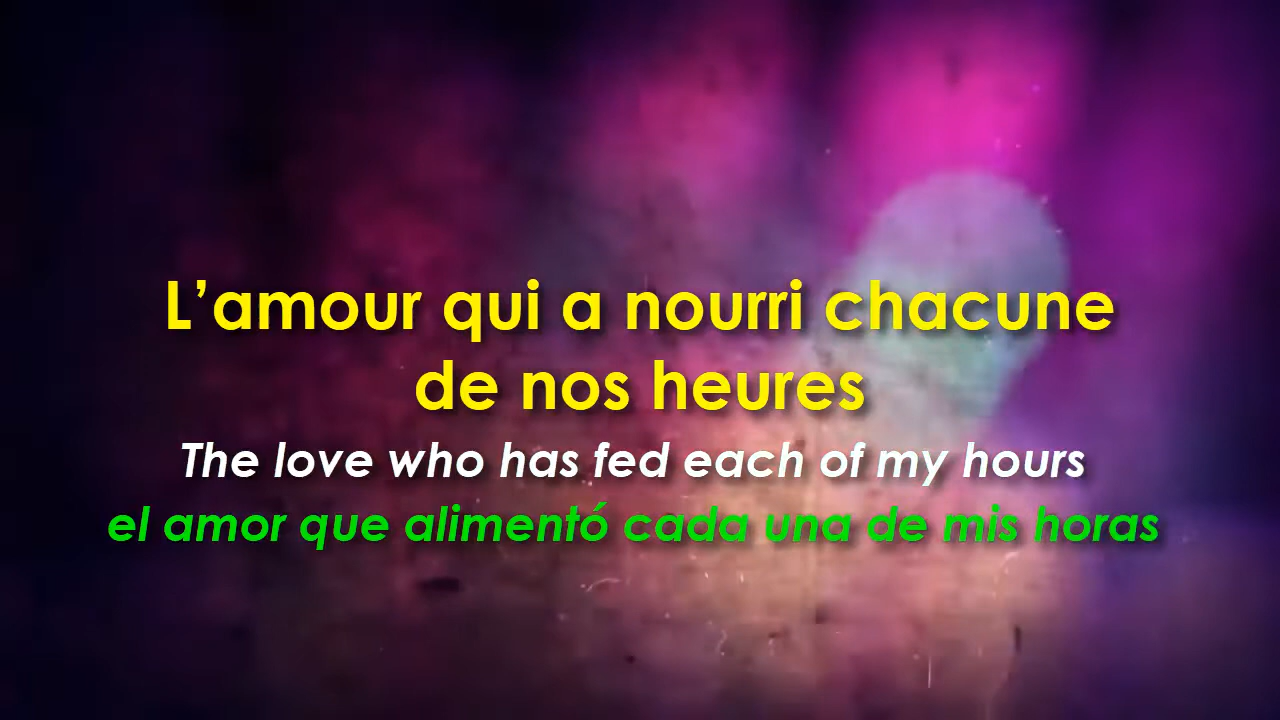 L’amour qui a nourri chacune
de nos heures
The love who has fed each of my hours
el amor que alimentó cada una de mis horas